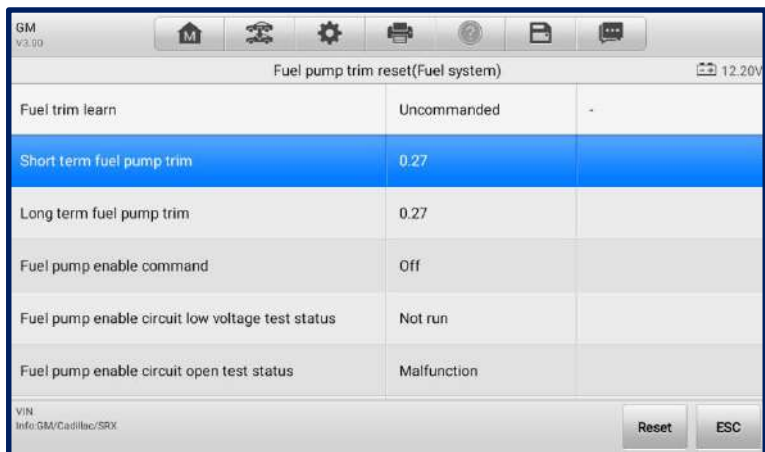 GM
V3.00
M
Fuel pump trim reset(Fuel system)
12.20V
Fuel trim learn Uncommanded -
Short term fuel pump trim 0.27
Long term fuel pump trim 0.27
Fuel pump enable command Off
Fuel pump enable circuit low voltage test status Not run
Fuel pump enable circuit open test status Malfunction
VIN
Info:GM/Cadillac/SRX
Reset ESC